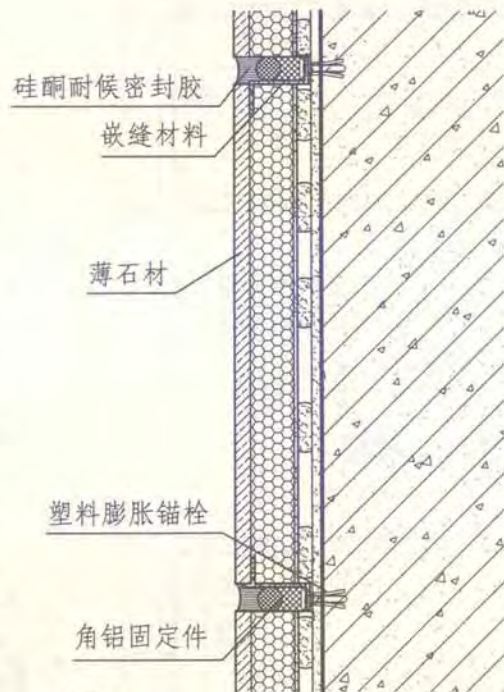 硅酮耐候密封胶
嵌缝材料
薄石材
塑料膨胀锚栓
角铝固定件